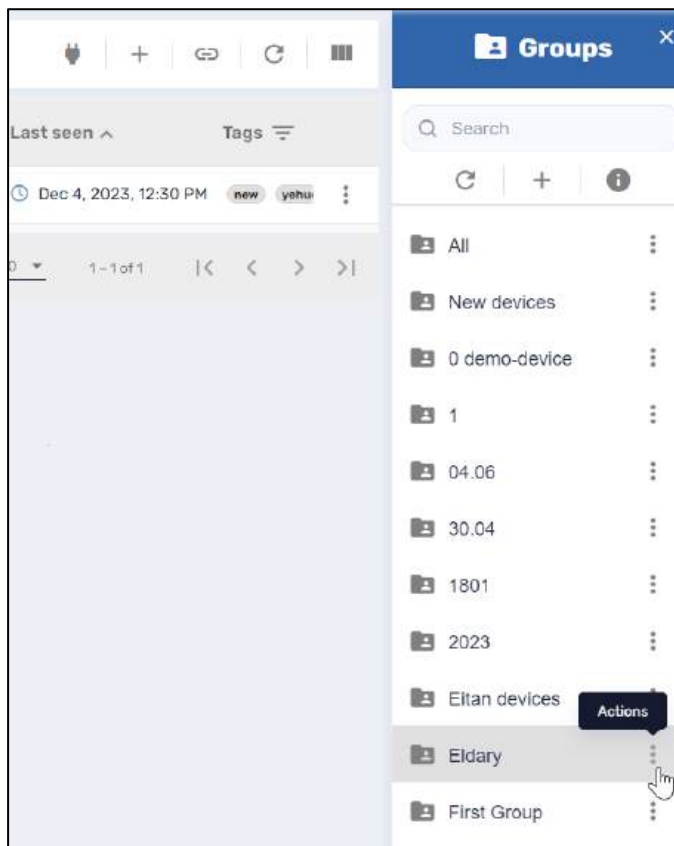 Groups
Search
Last seen
Tags
Dec 4, 2023, 12:30 PM
new
1-1 of 1
All
New devices
0 demo-device
1
04.06
30.04
1801
2023
Eitan devices
Actions
Eldary
First Group